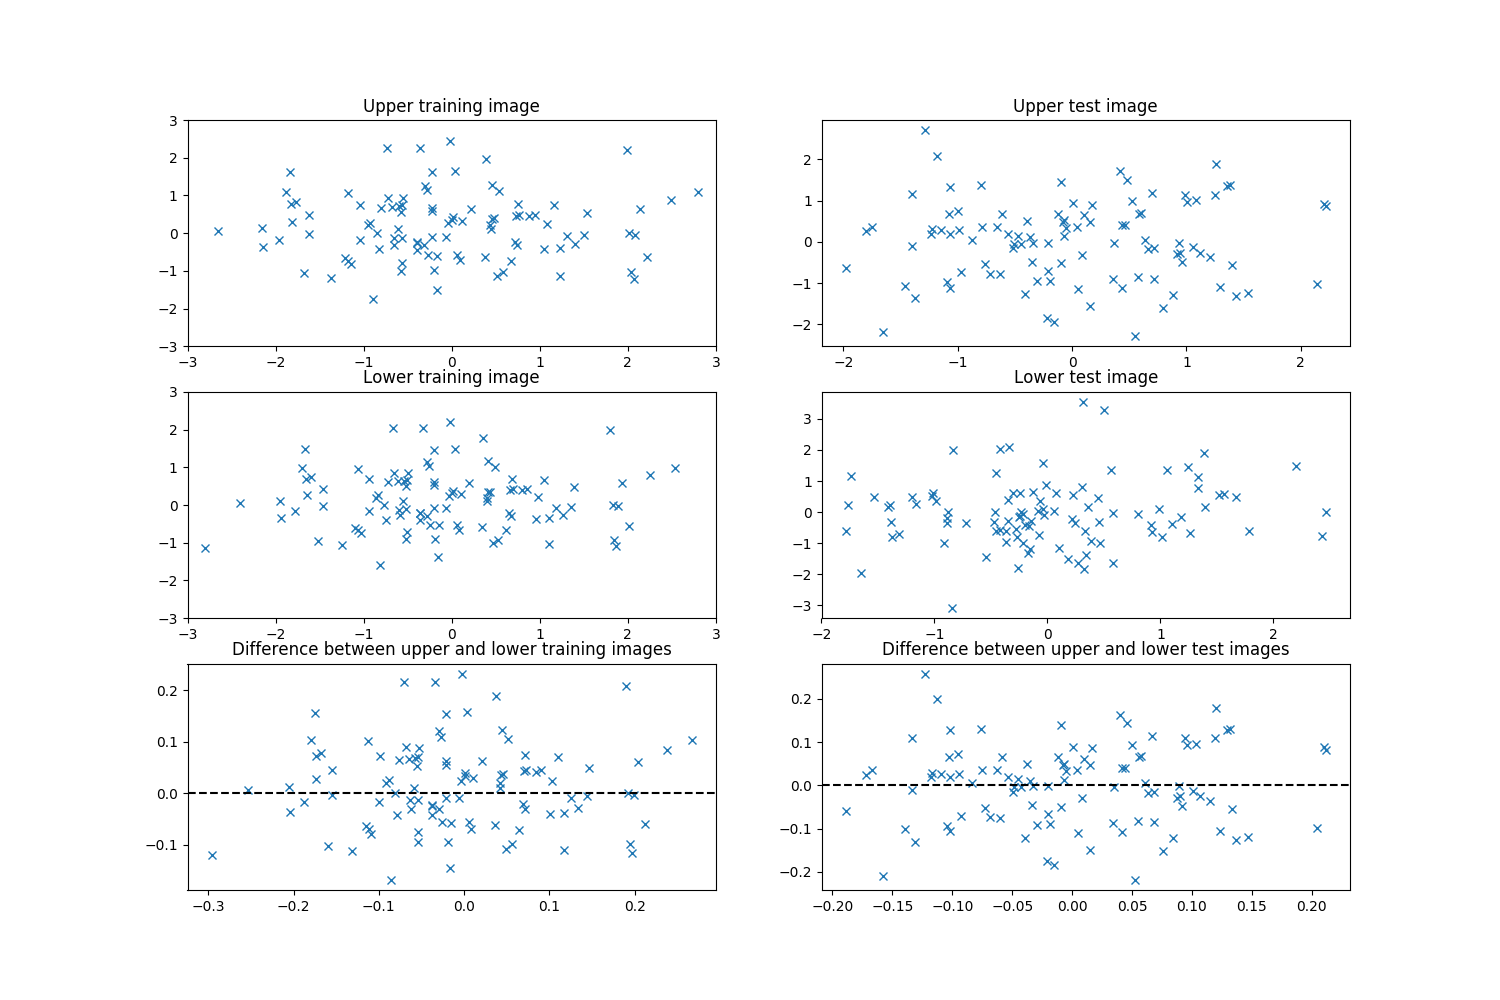 Upper training image
3
2
1
0
−1
−2
−3
−3 −2 −1 0 1 2 3
Upper test image
2
1
0
−1
−2
−2 −1 0 1 2
Lower training image
3
2
1
0
−1
−2
−3
−3 −2 −1 0 1 2 3
Lower test image
3
2
1
0
−1
−2
−3
−2 −1 0 1 2
Difference between upper and lower training images
0.2
0.1
0.0
−0.1
−0.3 −0.2 −0.1 0.0 0.1 0.2
Difference between upper and lower test images
0.2
0.1
0.0
−0.1
−0.2
−0.20 −0.15 −0.10 −0.05 0.00 0.05 0.10 0.15 0.20